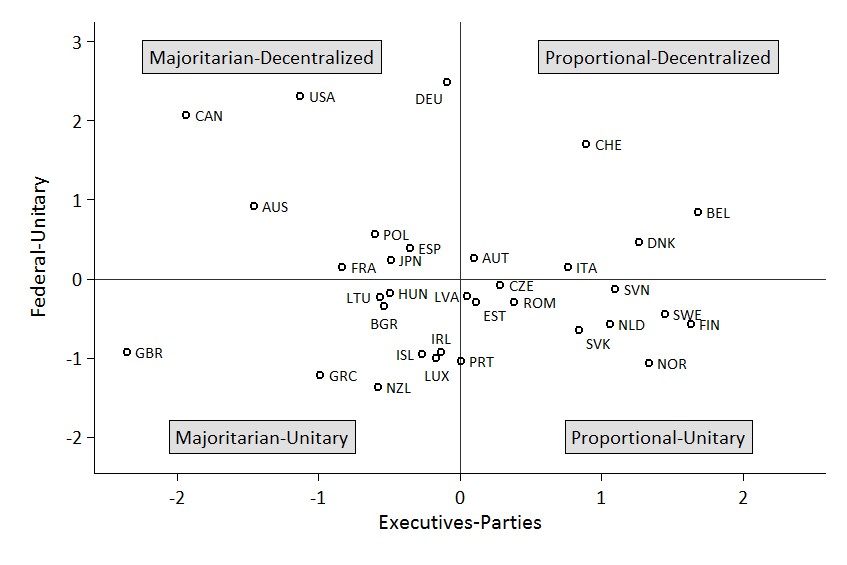 3
Majoritarian-Decentralized
Proportional-Decentralized
USA
DEU
2
CAN
CHE
1
AUS
BEL
POL
DNK
ESP
JPN
AUT
FRA
ITA
0
CZE
SVN
HUN
LVA
LTU
ROM
EST
SWE
BGR
NLD
FIN
IRL
SVK
GBR
ISL
-1
PRT
NOR
GRC
LUX
NZL
-2
Majoritarian-Unitary
Proportional-Unitary
Federal-Unitary
-2
-1
0
1
2
Executives-Parties